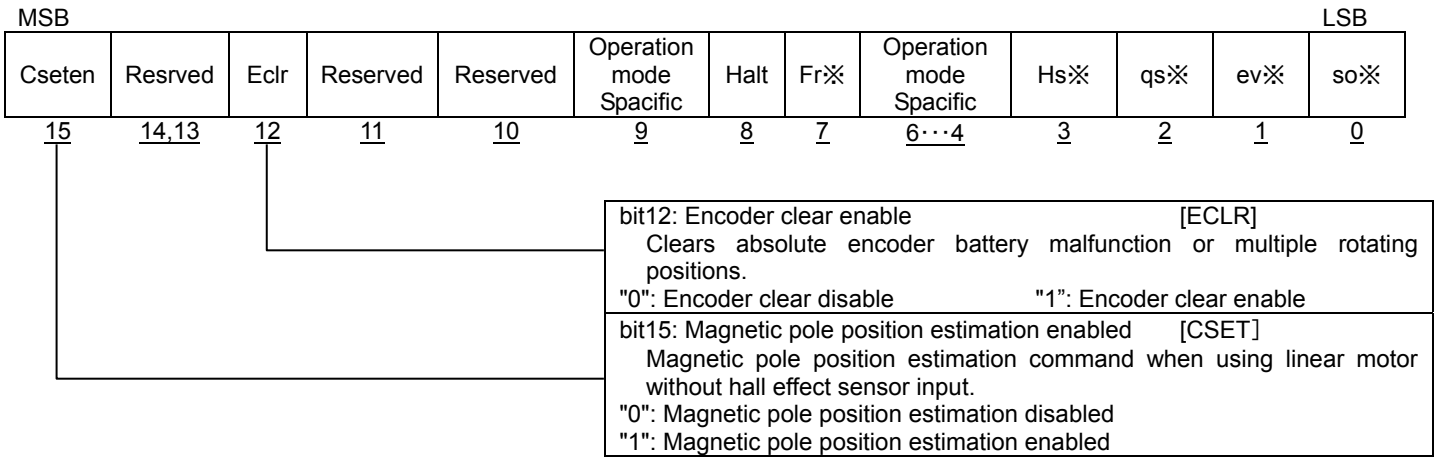 MSB LSB
Cseten Resrved Eclr Reserved Reserved Operation mode Spacific Halt Fr※ Operation mode Spacific Hs※ qs※ ev※ so※
15 14,13 12 11 10 9 8 7 6･･･4 3 2 1 0
bit12: Encoder clear enable [ECLR]
Clears absolute encoder battery malfunction or multiple rotating
positions.
"0": Encoder clear disable "1”: Encoder clear enable
bit15: Magnetic pole position estimation enabled [CSET］
Magnetic pole position estimation command when using linear motor
without hall effect sensor input.
"0": Magnetic pole position estimation disabled
"1": Magnetic pole position estimation enabled